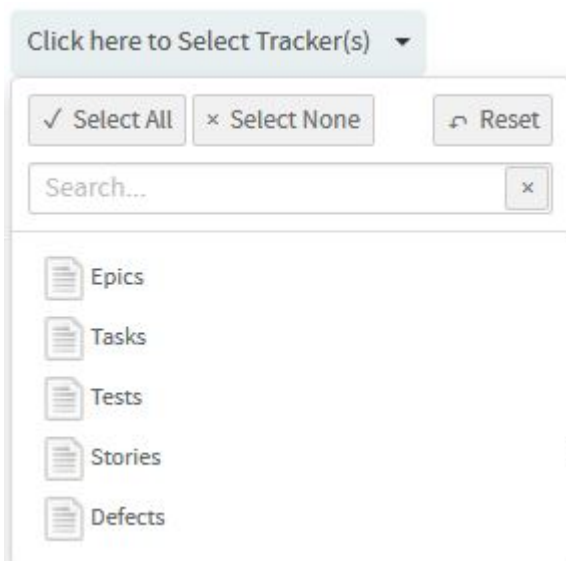 Click here to Select Tracker(s)
✓ Select All × Select None Reset
Search... ×
Epics
Tasks
Tests
Stories
Defects